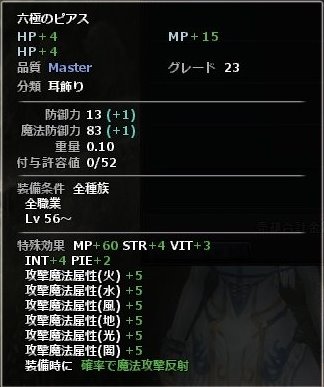 六極のピアス
HP+4 MP+15
HP+4
品質 Master グレード 23
分類 耳飾り
防御力 13 (+1)
魔法防御力 83 (+1)
重量 0.10
付与許容値 0/52
装備条件 全種族
全職業
Lv 56~
特殊効果 MP+60 STR+4 VIT+3
INT+4 PIE+2
攻撃魔法属性(火) +5
攻撃魔法属性(水) +5
攻撃魔法属性(風) +5
攻撃魔法属性(地) +5
攻撃魔法属性(光) +5
攻撃魔法属性(闇) +5
装備時に 確率で魔法攻撃反射